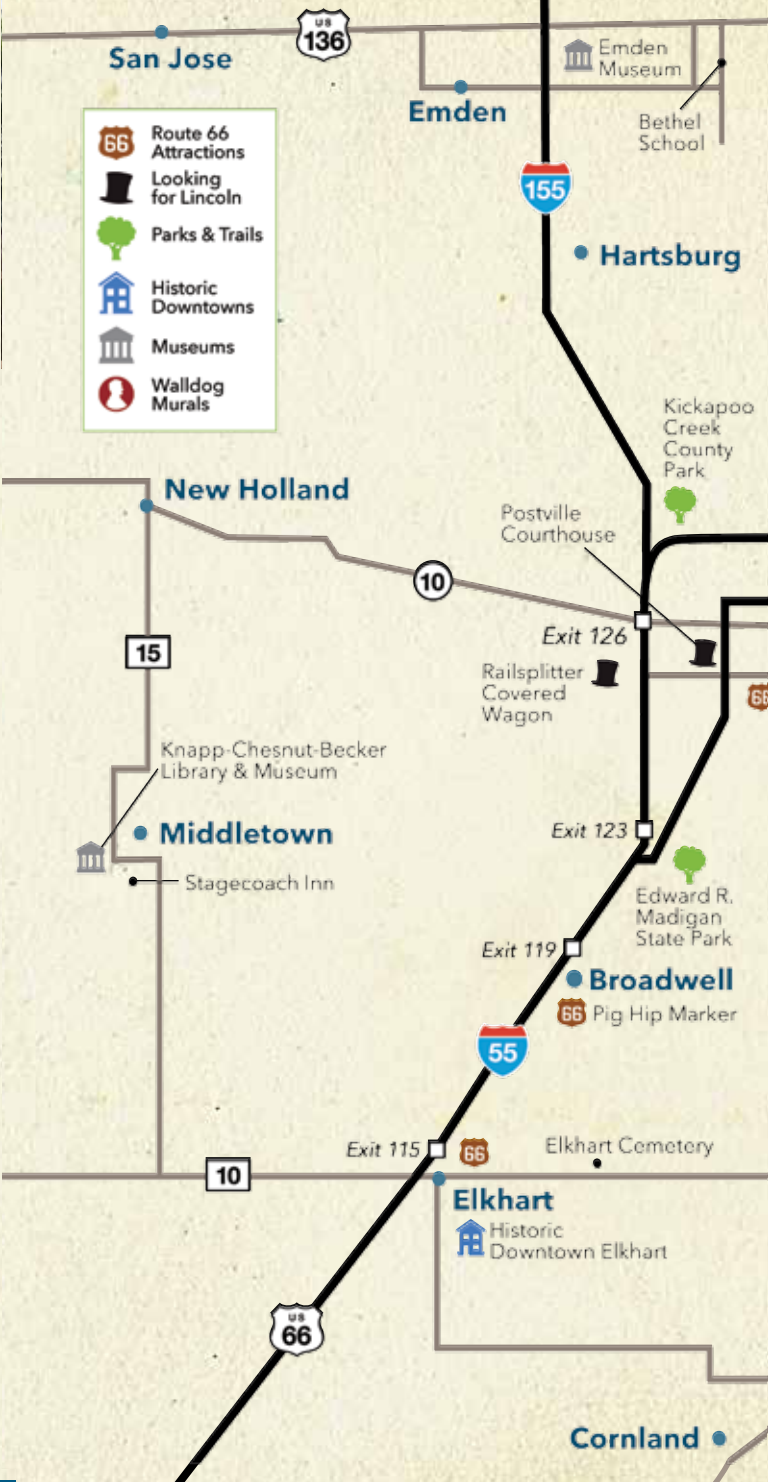 US
136
San Jose
Emden
Museum
Emden
Bethel
School
66
Route 66
Attractions
Looking
for Lincoln
Parks & Trails
Historic
Downtowns
Museums
Walldog
Murals
155
Hartsburg
Kickapoo
Creek
County
Park
New Holland
Postville
Courthouse
10
Exit 126
15
Railsplitter
Covered
Wagon
66
Knapp-Chesnut-Becker
Library & Museum
Exit 123
Middletown
Stagecoach Inn
Edward R.
Madigan
State Park
Exit 119
Broadwell
66
Pig Hip Marker
55
Exit 115
66
Elkhart Cemetery
10
Elkhart
Historic
Downtown Elkhart
US
66
Cornland